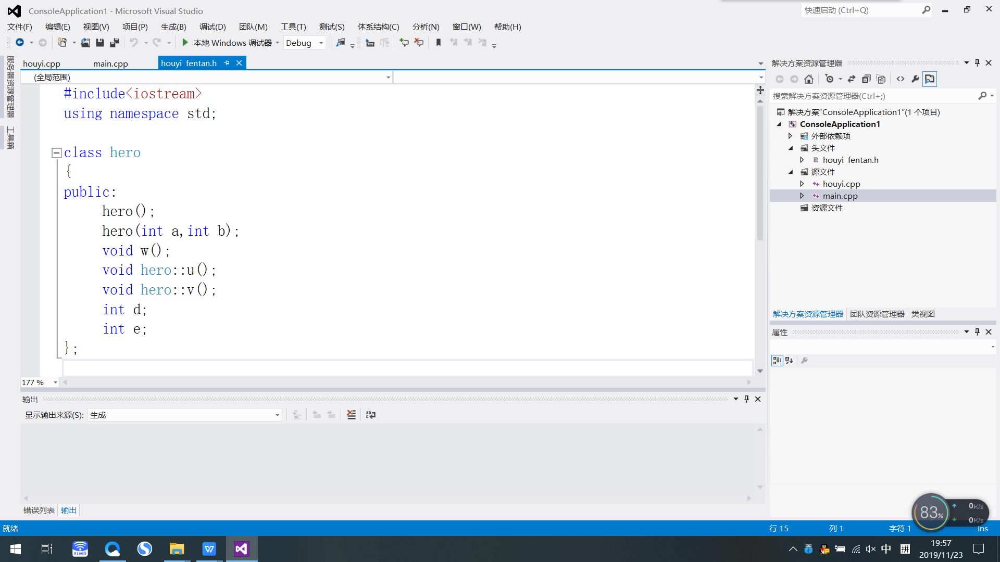 ConsoleApplication1 - Microsoft Visual Studio
快速启动 (Ctrl+Q)
文件(F) 编辑(E) 视图(V) 项目(P) 生成(B) 调试(D) 团队(M) 工具(T) 测试(S) 体系结构(C) 分析(N) 窗口(W) 帮助(H)
本地 Windows 调试器 Debug
服务器资源管理器
工具箱
houyi.cpp main.cpp houyi fentan.h
(全局范围)
#include<iostream>
using namespace std;
class hero
{
public:
hero();
hero(int a,int b);
void w();
void hero::u();
void hero::v();
int d;
int e;
};
177 %
输出
显示输出来源(S): 生成
错误列表 输出
解决方案资源管理器
搜索解决方案资源管理器(Ctrl+;)
解决方案“ConsoleApplication1”(1 个项目)
ConsoleApplication1
外部依赖项
头文件
houyi fentan.h
源文件
houyi.cpp
main.cpp
资源文件
解决方案资源管理器 团队资源管理器 类视图
属性
83%
0K/s
0K/s
就绪 行 15 列 1 字符 1 Ins
91wifi
中 拼
19:57
2019/11/23